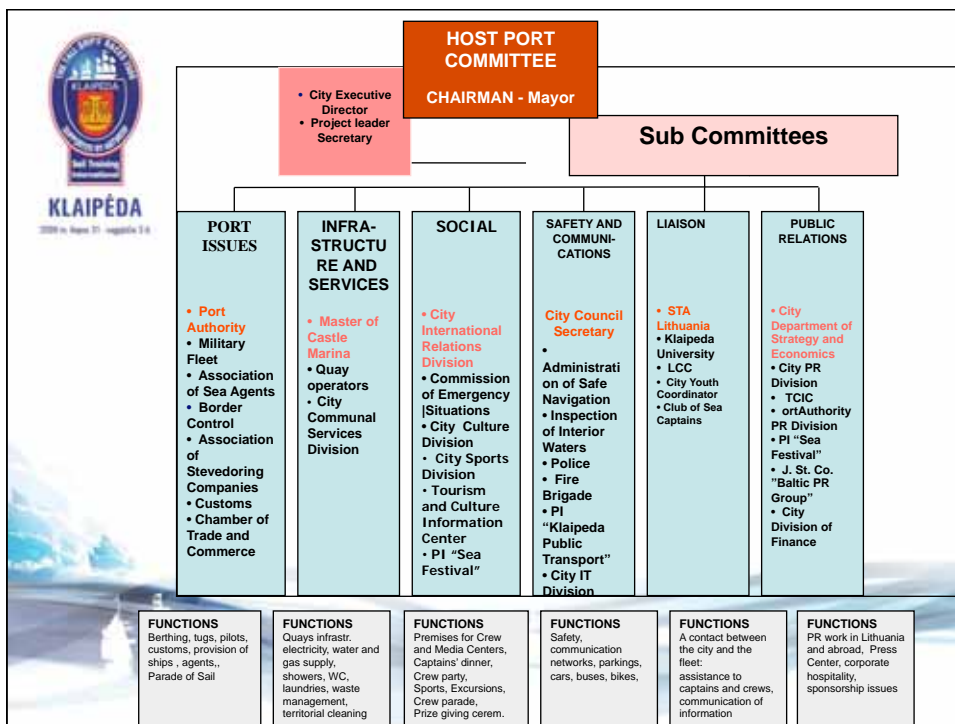 HOST PORT
COMMITTEE
CHAIRMAN - Mayor
• City Executive
Director
• Project leader
Secretary
Sub Committees
KLAIPĖDA
KLAIPĖDA
PORT
ISSUES
• Port
Authority
• Military
Fleet
• Association
of Sea Agents
• Border
Control
• Association
of
Stevedoring
Companies
• Customs
• Chamber of
Trade and
Commerce
INFRA-
STRUCTU
RE AND
SERVICES
• Master of
Castle
Marina
• Quay
operators
• City
Communal
Services
Division
SOCIAL
• City
International
Relations
Division
• Commission
of Emergency
|Situations
• City Culture
Division
• City Sports
Division
• Tourism
and Culture
Information
Center
• PI “Sea
Festival”
SAFETY AND
COMMUNI-
CATIONS
City Council
Secretary
•
Administrati
on of Safe
Navigation
• Inspection
of Interior
Waters
• Police
• Fire
Brigade
• PI
“Klaipeda
Public
Transport”
• City IT
Division
LIAISON
• STA
Lithuania
• Klaipeda
University
• LCC
• City Youth
Coordinator
• Club of Sea
Captains
PUBLIC
RELATIONS
• City
Department of
Strategy and
Economics
• City PR
Division
• TCIC
• ortAuthority
PR Division
• PI “Sea
Festival”
• J. St. Co.
”Baltic PR
Group”
• City
Division of
Finance
FUNCTIONS
Berthing, tugs, pilots,
customs, provision of
ships , agents,,
Parade of Sail
FUNCTIONS
Quays infrastr.
electricity, water and
gas supply,
showers, WC,
laundries, waste
management,
territorial cleaning
FUNCTIONS
Premises for Crew
and Media Centers,
Captains’ dinner,
Crew party,
Sports, Excursions,
Crew parade,
Prize giving cerem.
FUNCTIONS
Safety,
communication
networks, parkings,
cars, buses, bikes,
FUNCTIONS
A contact between
the city and the
fleet:
assistance to
captains and crews,
communication of
information
FUNCTIONS
PR work in Lithuania
and abroad, Press
Center, corporate
hospitality,
sponsorship issues